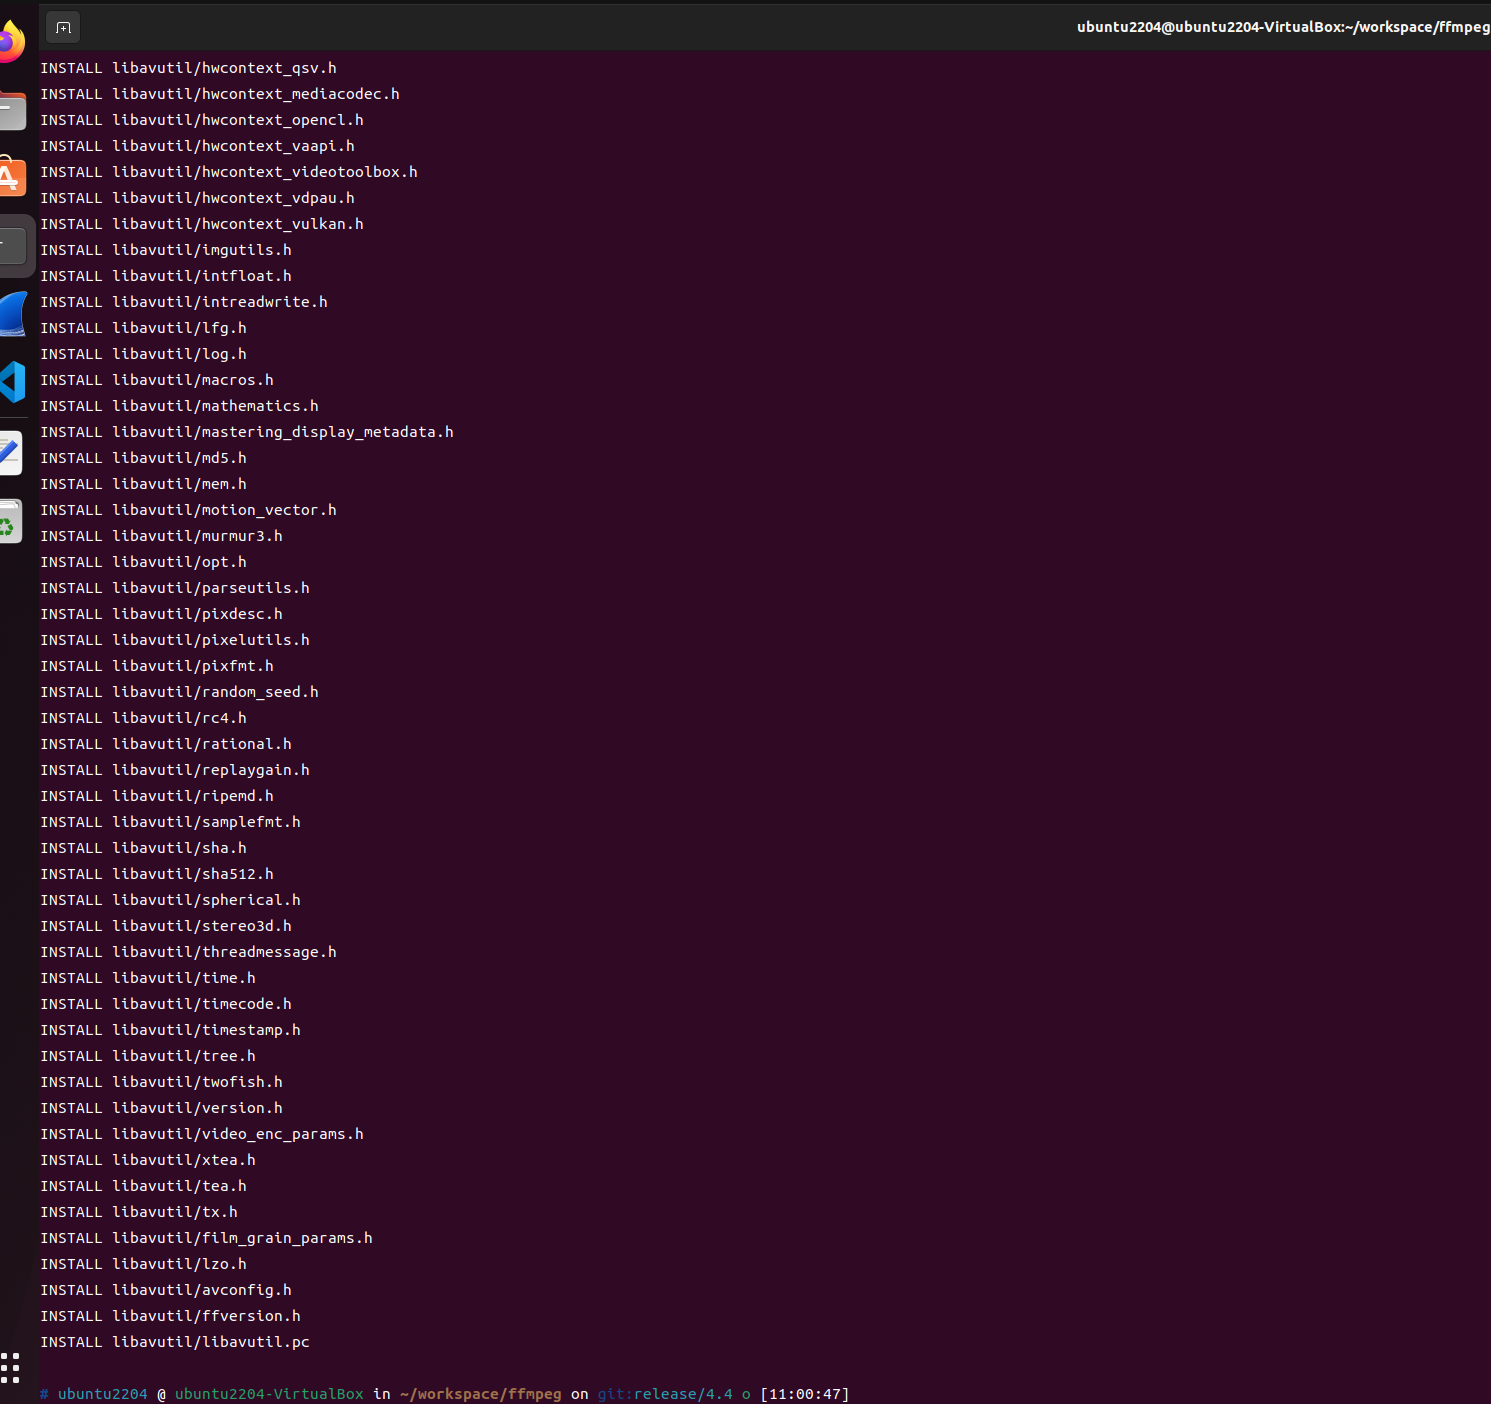 ubuntu2204@ubuntu2204-VirtualBox:~/workspace/ffmpeg
INSTALL libavutil/hwcontext_qsv.h
INSTALL libavutil/hwcontext_mediacodec.h
INSTALL libavutil/hwcontext_opencl.h
INSTALL libavutil/hwcontext_vaapi.h
INSTALL libavutil/hwcontext_videotoolbox.h
INSTALL libavutil/hwcontext_vdpau.h
INSTALL libavutil/hwcontext_vulkan.h
INSTALL libavutil/imgutils.h
INSTALL libavutil/intfloat.h
INSTALL libavutil/intreadwrite.h
INSTALL libavutil/lfg.h
INSTALL libavutil/log.h
INSTALL libavutil/macros.h
INSTALL libavutil/mathematics.h
INSTALL libavutil/mastering_display_metadata.h
INSTALL libavutil/md5.h
INSTALL libavutil/mem.h
INSTALL libavutil/motion_vector.h
INSTALL libavutil/murmur3.h
INSTALL libavutil/opt.h
INSTALL libavutil/parseutils.h
INSTALL libavutil/pixdesc.h
INSTALL libavutil/pixelutils.h
INSTALL libavutil/pixfmt.h
INSTALL libavutil/random_seed.h
INSTALL libavutil/rc4.h
INSTALL libavutil/rational.h
INSTALL libavutil/replaygain.h
INSTALL libavutil/ripemd.h
INSTALL libavutil/samplefmt.h
INSTALL libavutil/sha.h
INSTALL libavutil/sha512.h
INSTALL libavutil/spherical.h
INSTALL libavutil/stereo3d.h
INSTALL libavutil/threadmessage.h
INSTALL libavutil/time.h
INSTALL libavutil/timecode.h
INSTALL libavutil/timestamp.h
INSTALL libavutil/tree.h
INSTALL libavutil/twofish.h
INSTALL libavutil/version.h
INSTALL libavutil/video_enc_params.h
INSTALL libavutil/xtea.h
INSTALL libavutil/tea.h
INSTALL libavutil/tx.h
INSTALL libavutil/film_grain_params.h
INSTALL libavutil/lzo.h
INSTALL libavutil/avconfig.h
INSTALL libavutil/ffversion.h
INSTALL libavutil/libavutil.pc
# ubuntu2204 @ ubuntu2204-VirtualBox in ~/workspace/ffmpeg on git:release/4.4 o [11:00:47]